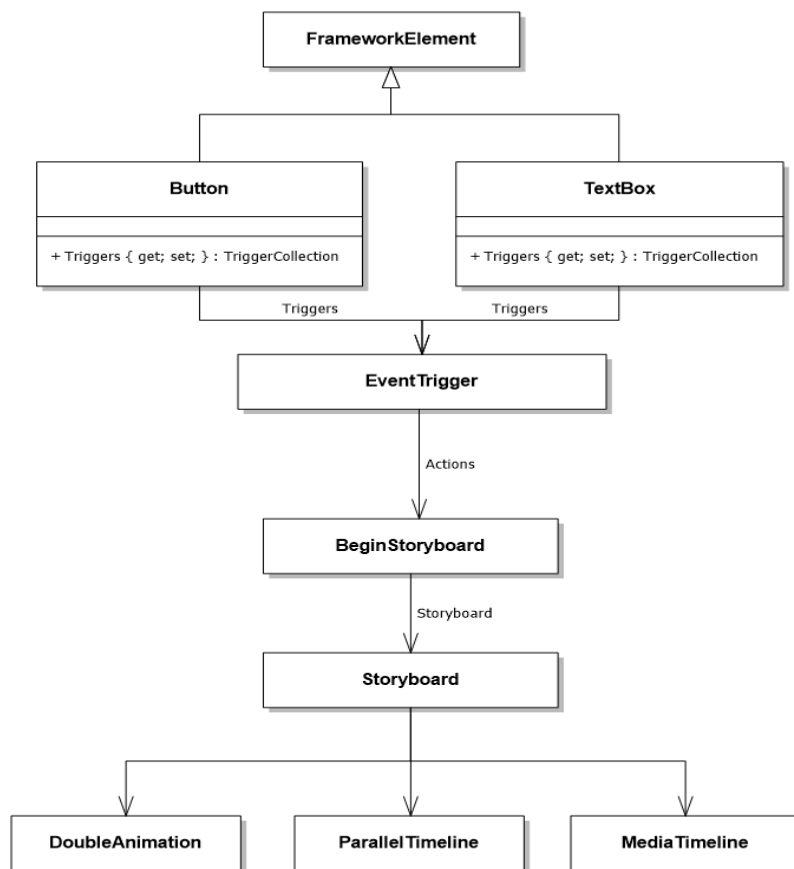 FrameworkElement
Button
TextBox
+ Triggers { get; set; } : TriggerCollection
+ Triggers { get; set; } : TriggerCollection
Triggers
Triggers
EventTrigger
Actions
BeginStoryboard
Storyboard
Storyboard
DoubleAnimation
ParallelTimeline
MediaTimeline